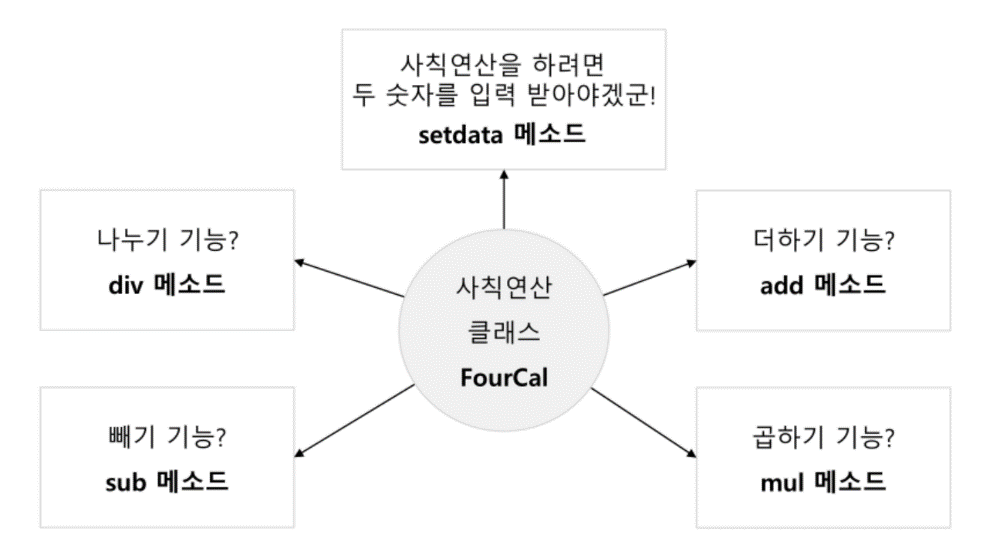 사칙연산을 하려면
두 숫자를 입력 받아야겠군!
setdata 메소드
나누기 기능?
div 메소드
더하기 기능?
add 메소드
사칙연산
클래스
FourCal
빼기 기능?
sub 메소드
곱하기 기능?
mul 메소드